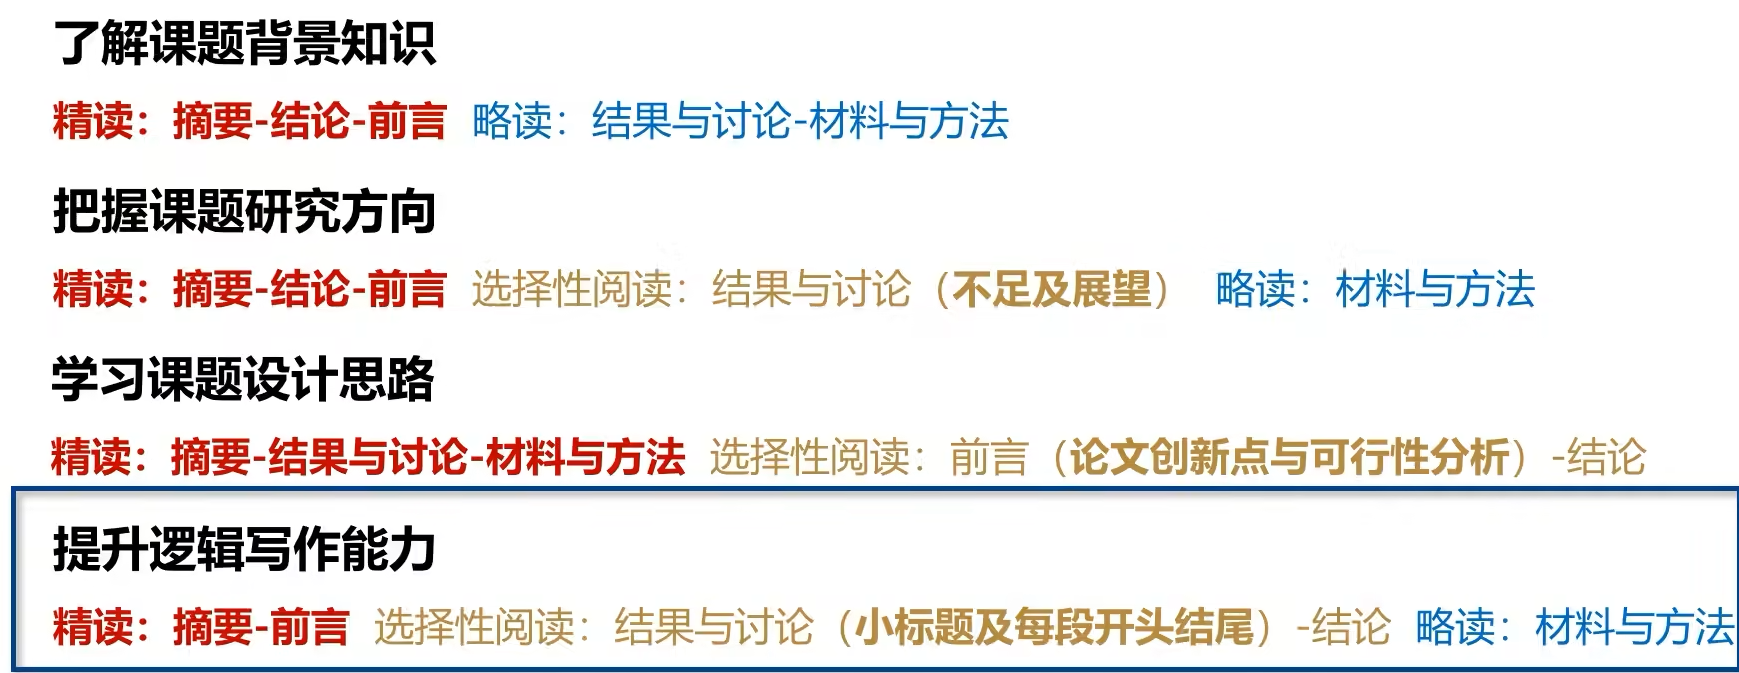 了解课题背景知识
精读：摘要-结论-前言 略读：结果与讨论-材料与方法
把握课题研究方向
精读：摘要-结论-前言 选择性阅读：结果与讨论（不足及展望） 略读：材料与方法
学习课题设计思路
精读：摘要-结果与讨论-材料与方法 选择性阅读：前言（论文创新点与可行性分析）-结论
提升逻辑写作能力
精读：摘要-前言 选择性阅读：结果与讨论（小标题及每段开头结尾）-结论 略读：材料与方法